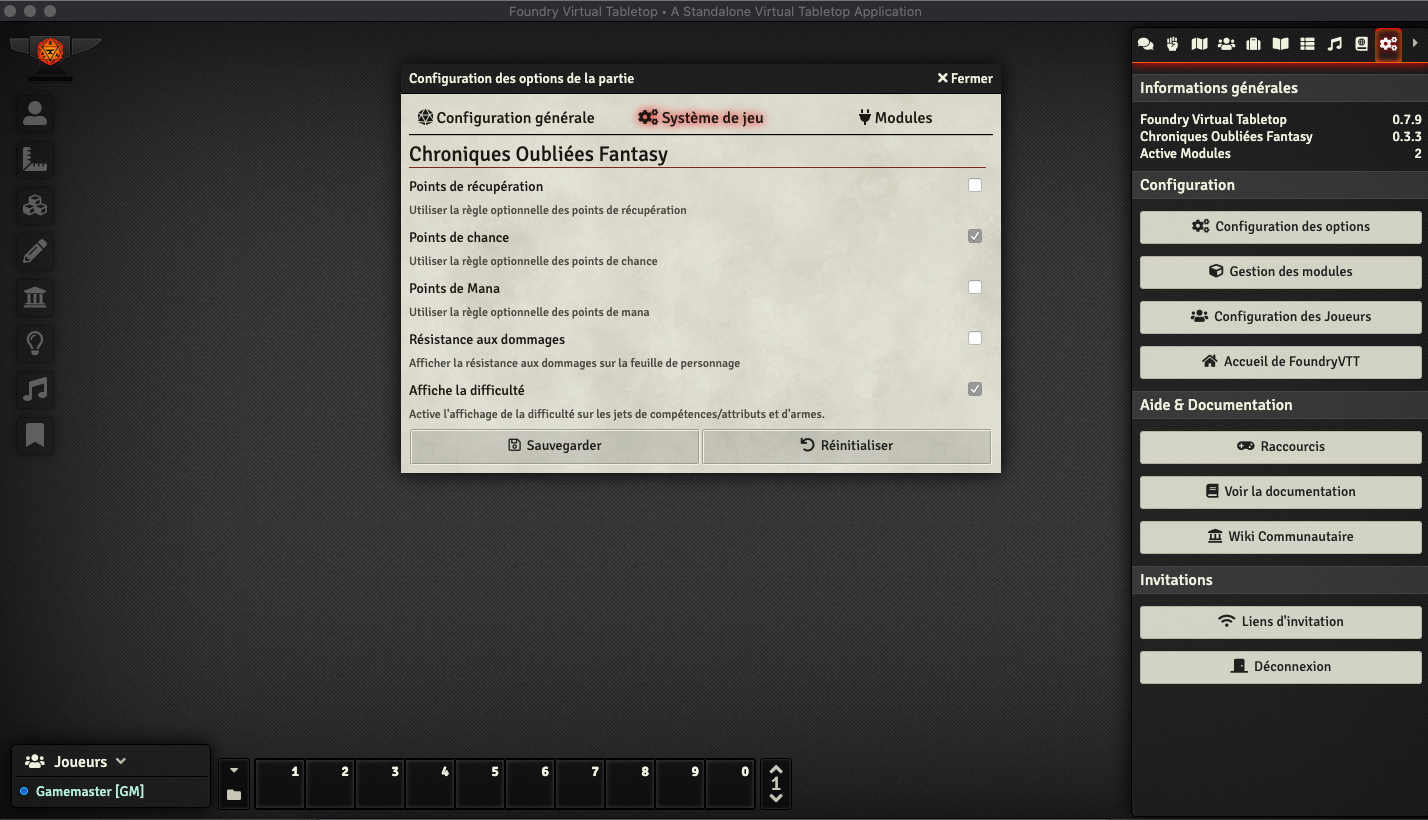 Foundry Virtual Tabletop • A Standalone Virtual Tabletop Application
Configuration des options de la partie
Fermer
Configuration générale
Système de jeu
Modules
Chroniques Oubliées Fantasy
Points de récupération
Utiliser la règle optionnelle des points de récupération
Points de chance
Utiliser la règle optionnelle des points de chance
Points de Mana
Utiliser la règle optionnelle des points de mana
Résistance aux dommages
Afficher la résistance aux dommages sur la feuille de personnage
Affiche la difficulté
Active l'affichage de la difficulté sur les jets de compétences/attributs et d'armes.
Sauvegarder
Réinitialiser
Informations générales
Foundry Virtual Tabletop 0.7.9
Chroniques Oubliées Fantasy 0.3.3
Active Modules 2
Configuration
Configuration des options
Gestion des modules
Configuration des Joueurs
Accueil de FoundryVTT
Aide & Documentation
Raccourcis
Voir la documentation
Wiki Communautaire
Invitations
Liens d'invitation
Déconnexion
Joueurs
Gamemaster [GM]
1 2 3 4 5 6 7 8 9 0
1